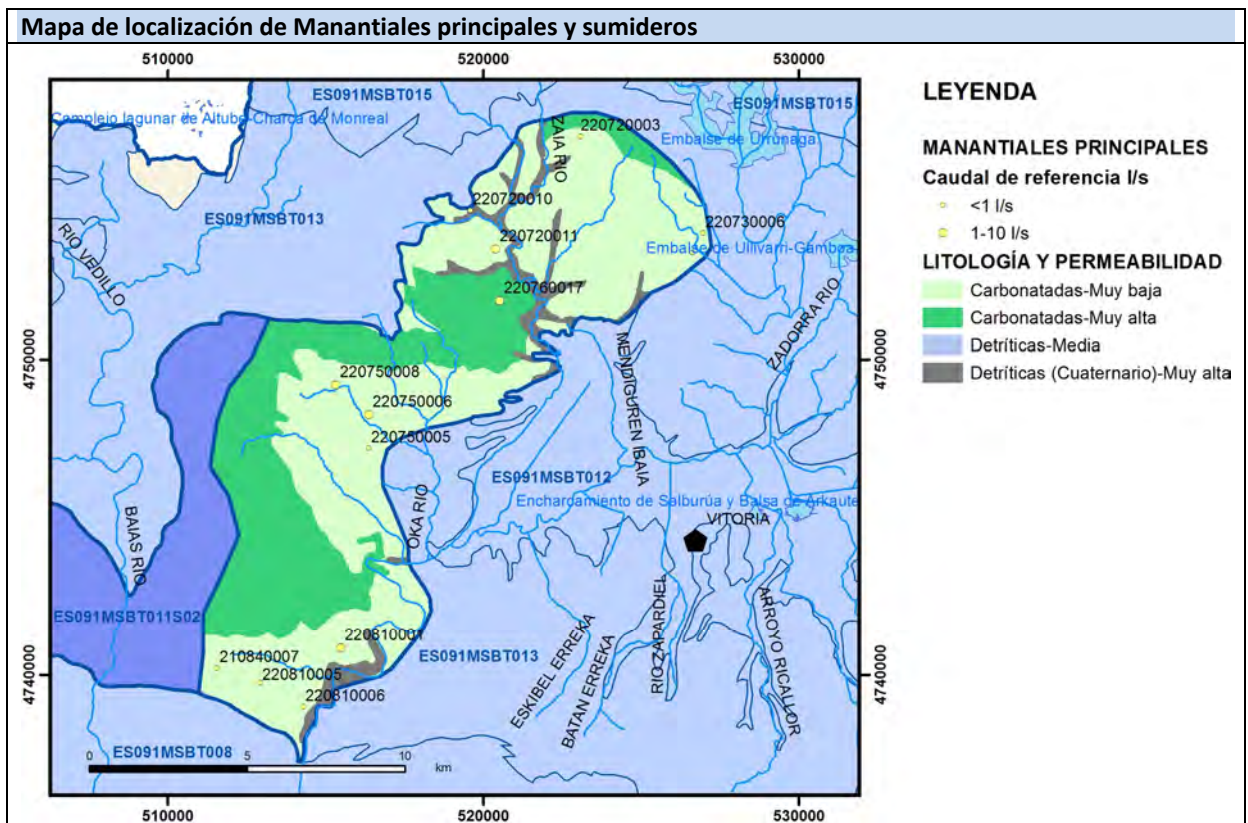 Mapa de localización de Manantiales principales y sumideros
510000
520000
530000
ES091MSBT015
ES091MSBT015
Complejo lagunar de Altube-Charca de Monreal
ZAIA RIO
220720003
Embalse de Urrúnaga
ES091MSBT013
220720010
220730006
220720011
Embalse de Ullivarri-Gamboa
RIO VEDILLO
220760017
ZADORRA RIO
4750000
4750000
MENDIGUREN IBAIA
220750008
220750006
220750005
ES091MSBT012
Encharcamiento de Salburúa y Balsa de Arkaute
OKA RIO
VITORIA
BAIAS RIO
ES091MSBT011S02
220810001
ES091MSBT013
210840007
220810005
220810006
ESKIBEL ERREKA
BATAN ERREKA
RIO ZAPARDIEL
ARROYO RICALLOR
4740000
4740000
ES091MSBT008
0 5 10
km
510000
520000
530000
LEYENDA
MANANTIALES PRINCIPALES
Caudal de referencia l/s
<1 l/s
1-10 l/s
LITOLOGÍA Y PERMEABILIDAD
Carbonatadas-Muy baja
Carbonatadas-Muy alta
Detríticas-Media
Detríticas (Cuaternario)-Muy alta